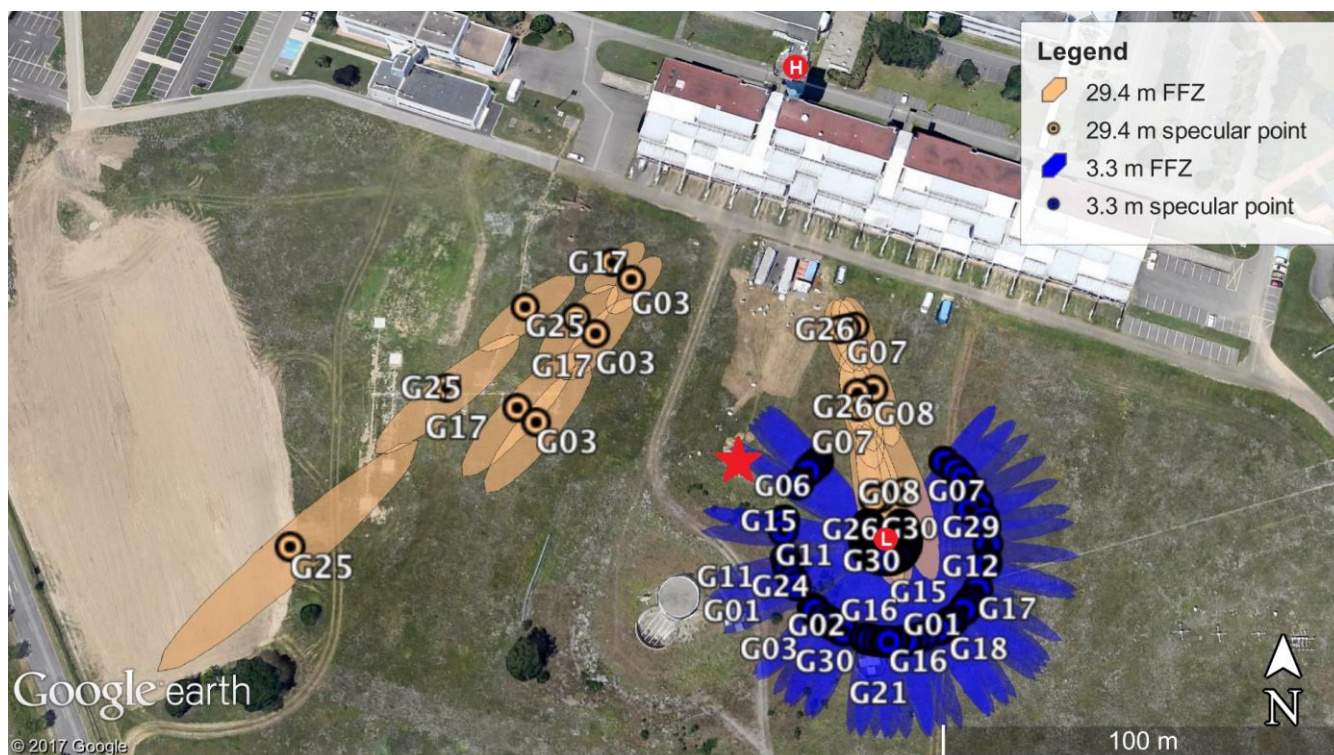 H
Legend
29.4 m FFZ
29.4 m specular point
3.3 m FFZ
3.3 m specular point
G17
G03
G25
G17
G03
G25
G17
G03
G25
G26
G07
G26
G08
G07
G08
G06
G07
G15
G26
G30
G29
L
G11
G30
G12
G11
G24
G15
G01
G16
G17
G02
G01
G03
G30
G16
G18
G21
N
100 m
Google earth
© 2017 Google